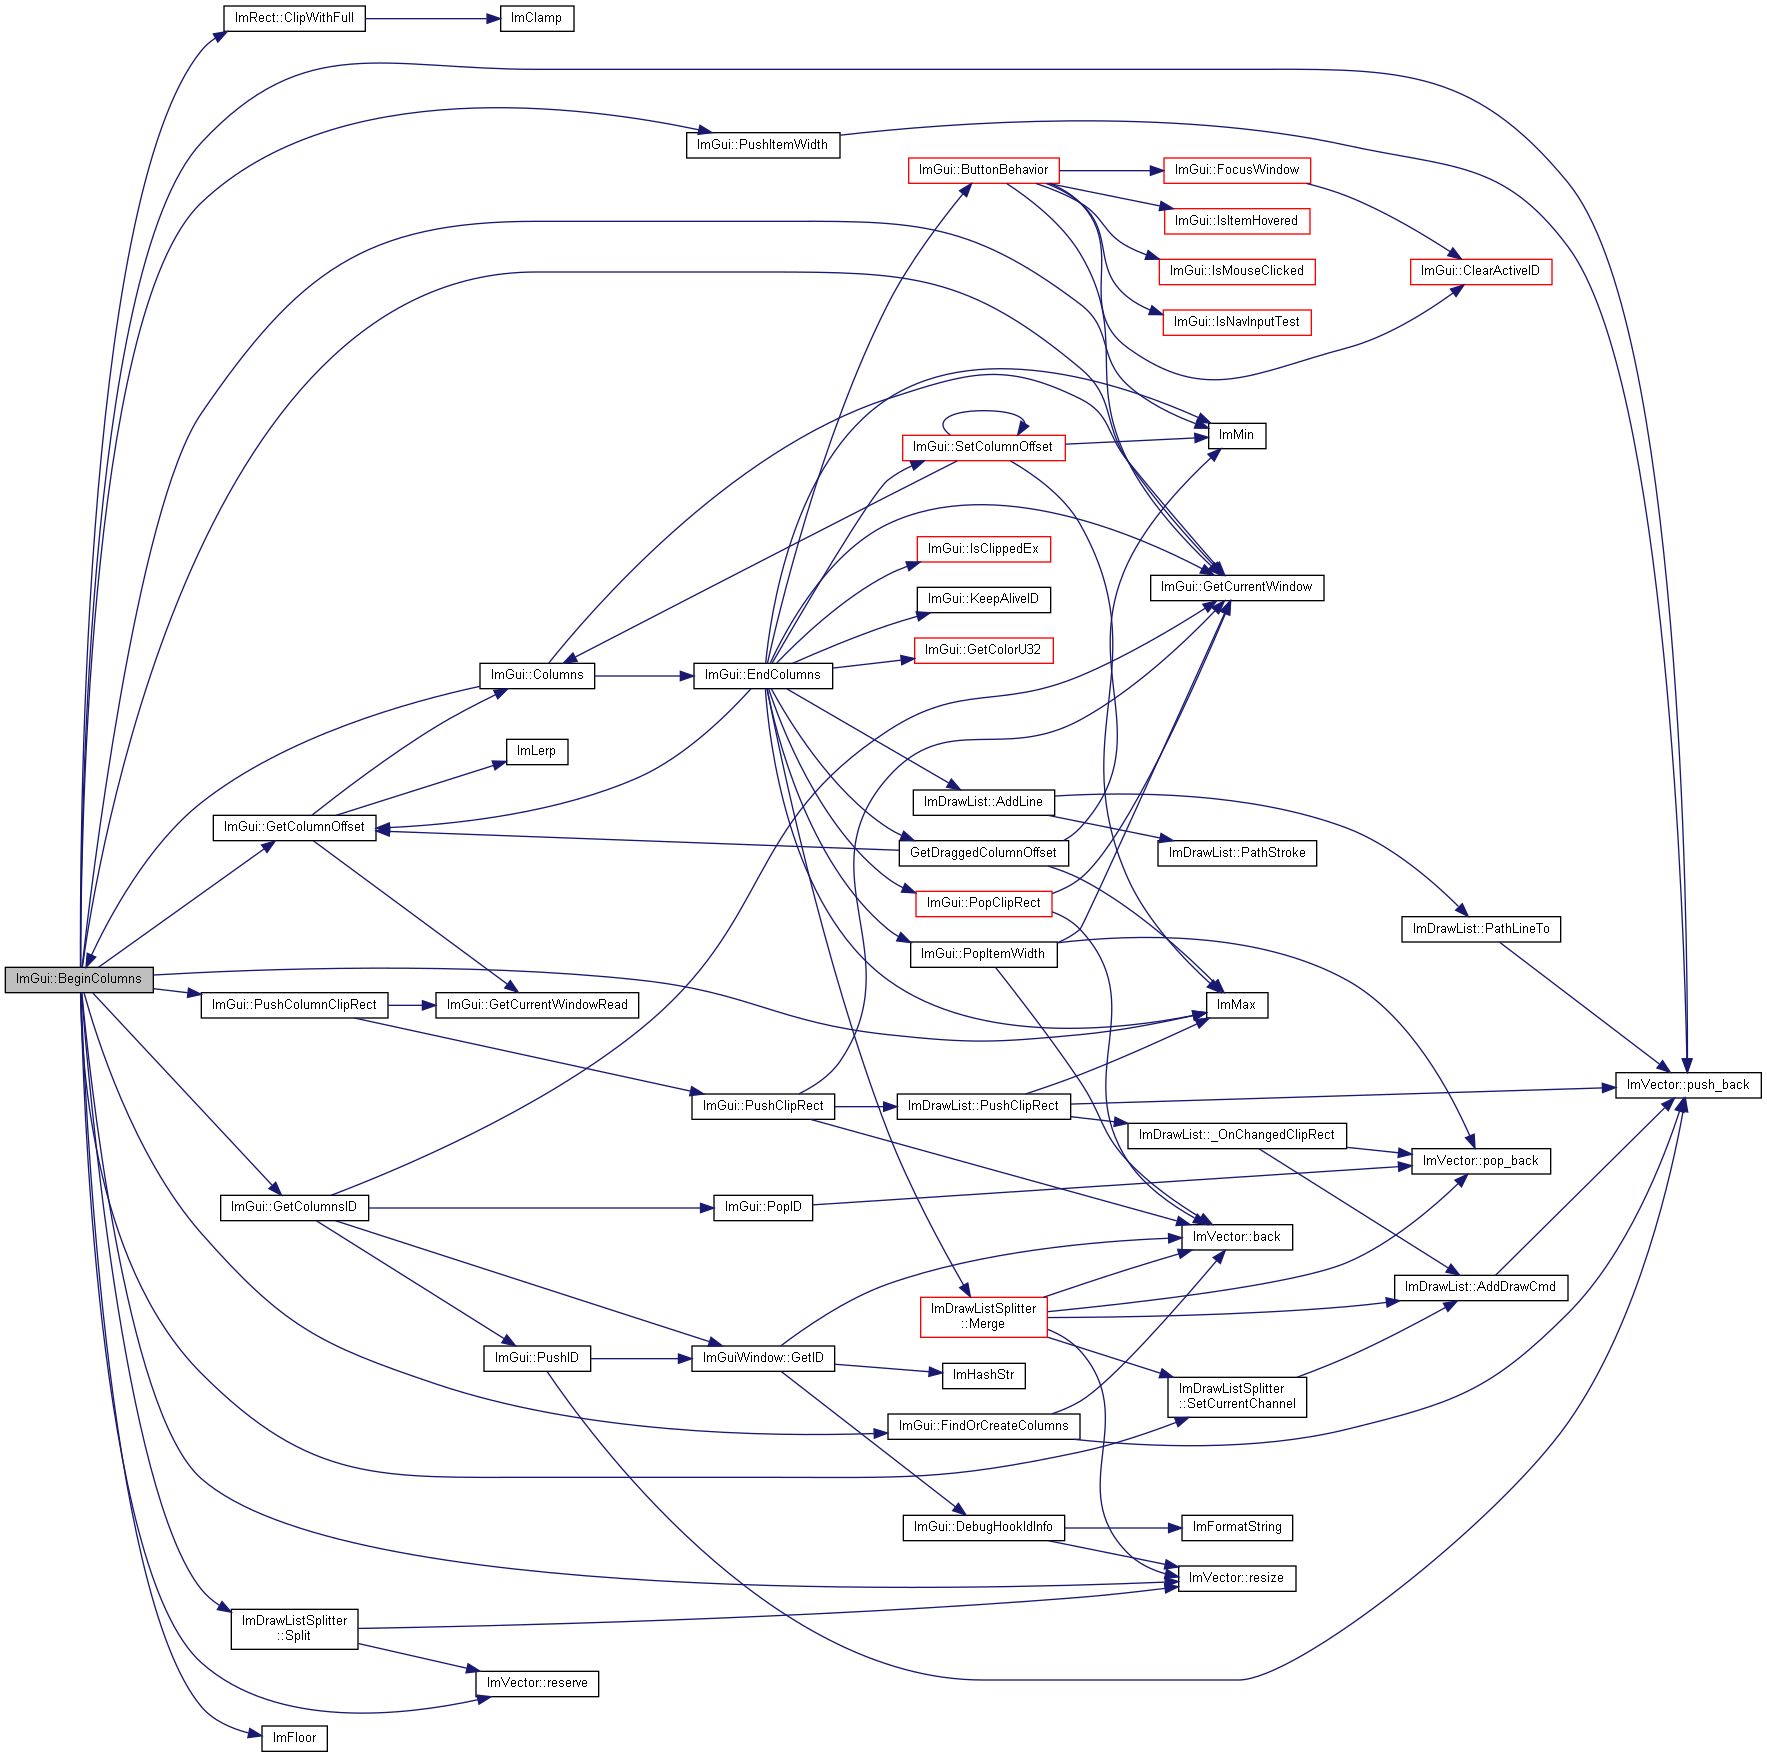 ImRect::ClipWithFull
ImClamp
ImGui::PushItemWidth
ImGui::ButtonBehavior
ImGui::FocusWindow
ImGui::IsItemHovered
ImGui::IsMouseClicked
ImGui::ClearActiveID
ImGui::IsNavInputTest
ImMin
ImGui::SetColumnOffset
ImGui::IsClippedEx
ImGui::GetCurrentWindow
ImGui::KeepAliveID
ImGui::GetColorU32
ImGui::Columns
ImGui::EndColumns
ImLerp
ImDrawList::AddLine
ImGui::GetColumnOffset
GetDraggedColumnOffset
ImDrawList::PathStroke
ImGui::PopClipRect
ImDrawList::PathLineTo
ImGui::PopItemWidth
ImGui::BeginColumns
ImGui::PushColumnClipRect
ImGui::GetCurrentWindowRead
ImMax
ImVector::push_back
ImGui::PushClipRect
ImDrawList::PushClipRect
ImDrawList::_OnChangedClipRect
ImVector::pop_back
ImGui::GetColumnsID
ImGui::PopID
ImVector::back
ImDrawList::AddDrawCmd
ImDrawListSplitter
::Merge
ImGui::PushID
ImGuiWindow::GetID
ImHashStr
ImDrawListSplitter
::SetCurrentChannel
ImGui::FindOrCreateColumns
ImGui::DebugHookIdInfo
ImFormatString
ImVector::resize
ImDrawListSplitter
::Split
ImVector::reserve
ImFloor